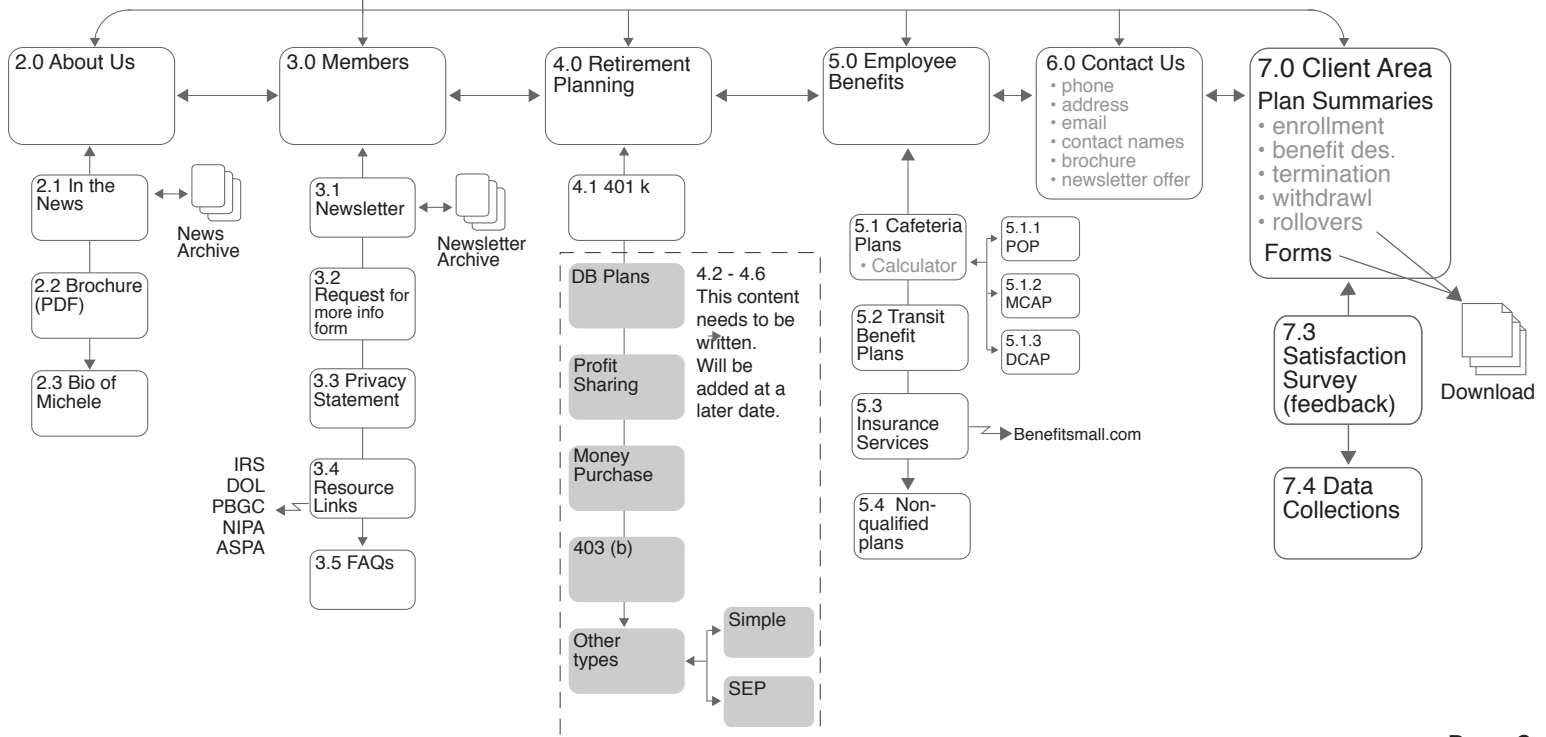 2.0 About Us
3.0 Members
4.0 Retirement
Planning
5.0 Employee
Benefits
6.0 Contact Us
• phone
• address
• email
• contact names
• brochure
• newsletter offer
7.0 Client Area
Plan Summaries
• enrollment
• benefit des.
• termination
• withdrawl
• rollovers
Forms
2.1 In the
News
News
Archive
2.2 Brochure
(PDF)
2.3 Bio of
Michele
3.1
Newsletter
Newsletter
Archive
3.2
Request for
more info
form
3.3 Privacy
Statement
3.4
Resource
Links
IRS
DOL
PBGC
NIPA
ASPA
3.5 FAQs
4.1 401 k
DB Plans
4.2 - 4.6
This content
needs to be
written.
Will be
added at a
later date.
Profit
Sharing
Money
Purchase
403 (b)
Other
types
Simple
SEP
5.1 Cafeteria
Plans
• Calculator
5.1.1
POP
5.1.2
MCAP
5.1.3
DCAP
5.2 Transit
Benefit
Plans
5.3
Insurance
Services
Benefitsmall.com
5.4 Non-
qualified
plans
7.3
Satisfaction
Survey
(feedback)
Download
7.4 Data
Collections